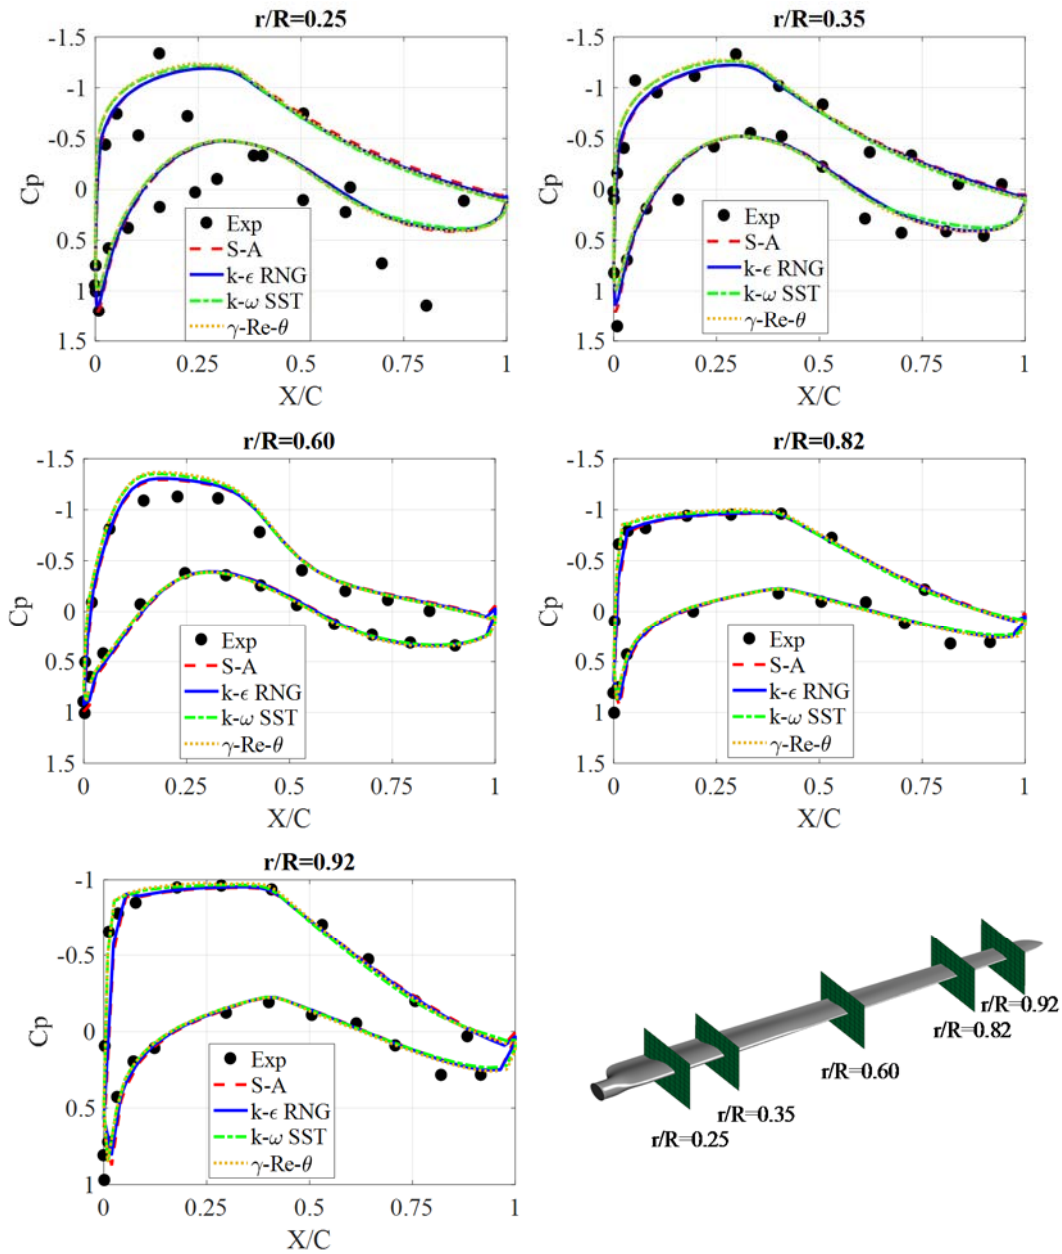 r/R=0.25
-1.5
-1
-0.5
0
0.5
1
1.5
Cp
Exp
S-A
k-ϵ RNG
k-ω SST
γ-Re-θ
0 0.25 0.5 0.75 1
X/C
r/R=0.35
-1.5
-1
-0.5
0
0.5
1
1.5
Cp
Exp
S-A
k-ϵ RNG
k-ω SST
γ-Re-θ
0 0.25 0.5 0.75 1
X/C
r/R=0.60
-1.5
-1
-0.5
0
0.5
1
1.5
Cp
Exp
S-A
k-ϵ RNG
k-ω SST
γ-Re-θ
0 0.25 0.5 0.75 1
X/C
r/R=0.82
-1.5
-1
-0.5
0
0.5
1
1.5
Cp
Exp
S-A
k-ϵ RNG
k-ω SST
γ-Re-θ
0 0.25 0.5 0.75 1
X/C
r/R=0.92
-1
-0.5
0
0.5
1
Cp
Exp
S-A
k-ϵ RNG
k-ω SST
γ-Re-θ
0 0.25 0.5 0.75 1
X/C
r/R=0.92
r/R=0.82
r/R=0.60
r/R=0.35
r/R=0.25